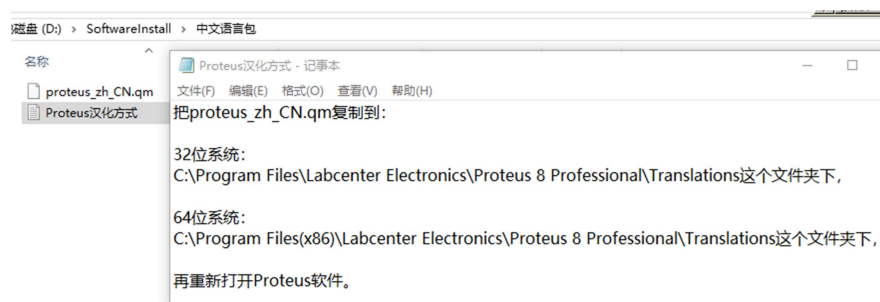 磁盘 (D:) > SoftwareInstall > 中文语言包
名称
proteus_zh_CN.qm
Proteus汉化方式
Proteus汉化方式 - 记事本
文件(F) 编辑(E) 格式(O) 查看(V) 帮助(H)
把proteus_zh_CN.qm复制到:
32位系统:
C:\Program Files\Labcenter Electronics\Proteus 8 Professional\Translations这个文件夹下,
64位系统:
C:\Program Files(x86)\Labcenter Electronics\Proteus 8 Professional\Translations这个文件夹下,
再重新打开Proteus软件。